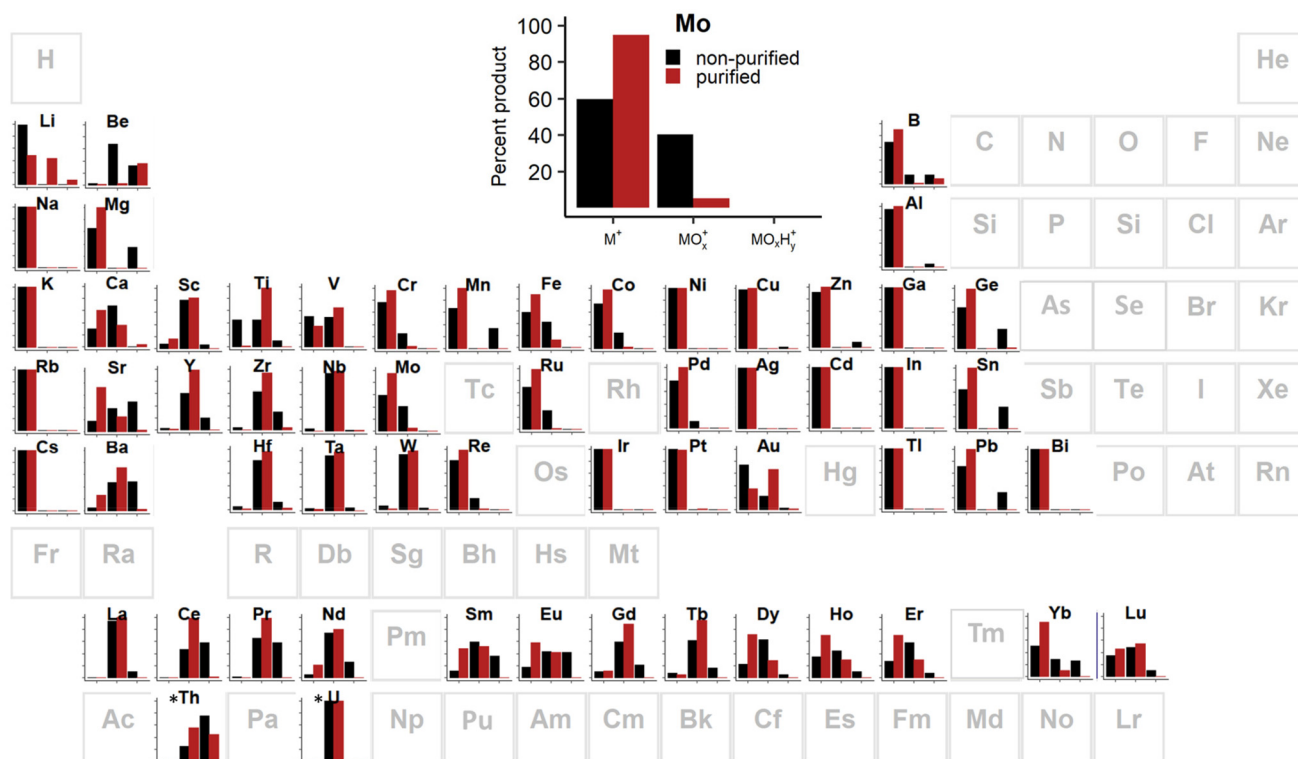 Mo
100
80
60
40
20
Percent product
non-purified
purified
M+
MOx+
MOxHy+
H
He
Li
Be
B
C
N
O
F
Ne
Na
Mg
Al
Si
P
Si
Cl
Ar
K
Ca
Sc
Ti
V
Cr
Mn
Fe
Co
Ni
Cu
Zn
Ga
Ge
As
Se
Br
Kr
Rb
Sr
Y
Zr
Nb
Mo
Tc
Ru
Rh
Pd
Ag
Cd
In
Sn
Sb
Te
I
Xe
Cs
Ba
Hf
Ta
W
Re
Os
Ir
Pt
Au
Hg
Tl
Pb
Bi
Po
At
Rn
Fr
Ra
R
Db
Sg
Bh
Hs
Mt
La
Ce
Pr
Nd
Pm
Sm
Eu
Gd
Tb
Dy
Ho
Er
Tm
Yb
Lu
Ac
*Th
Pa
*U
Np
Pu
Am
Cm
Bk
Cf
Es
Fm
Md
No
Lr